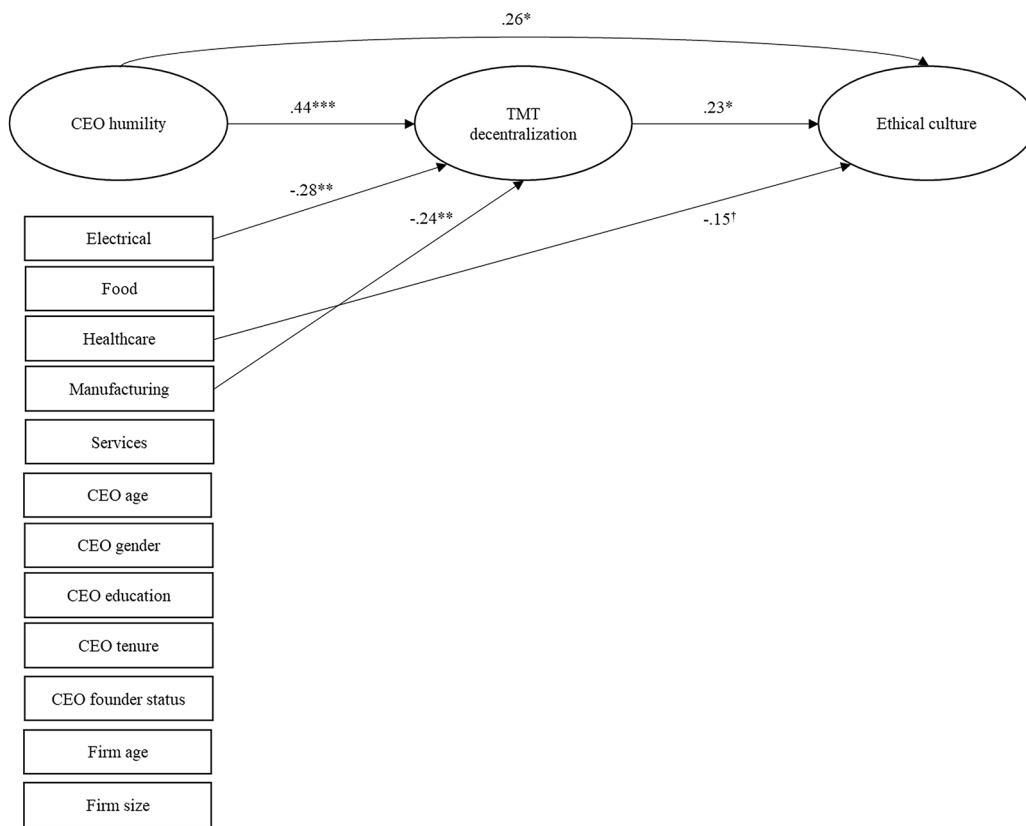 .26*
CEO humility
.44***
TMT
decentralization
.23*
Ethical culture
-.28**
-.24**
-.15†
Electrical
Food
Healthcare
Manufacturing
Services
CEO age
CEO gender
CEO education
CEO tenure
CEO founder status
Firm age
Firm size